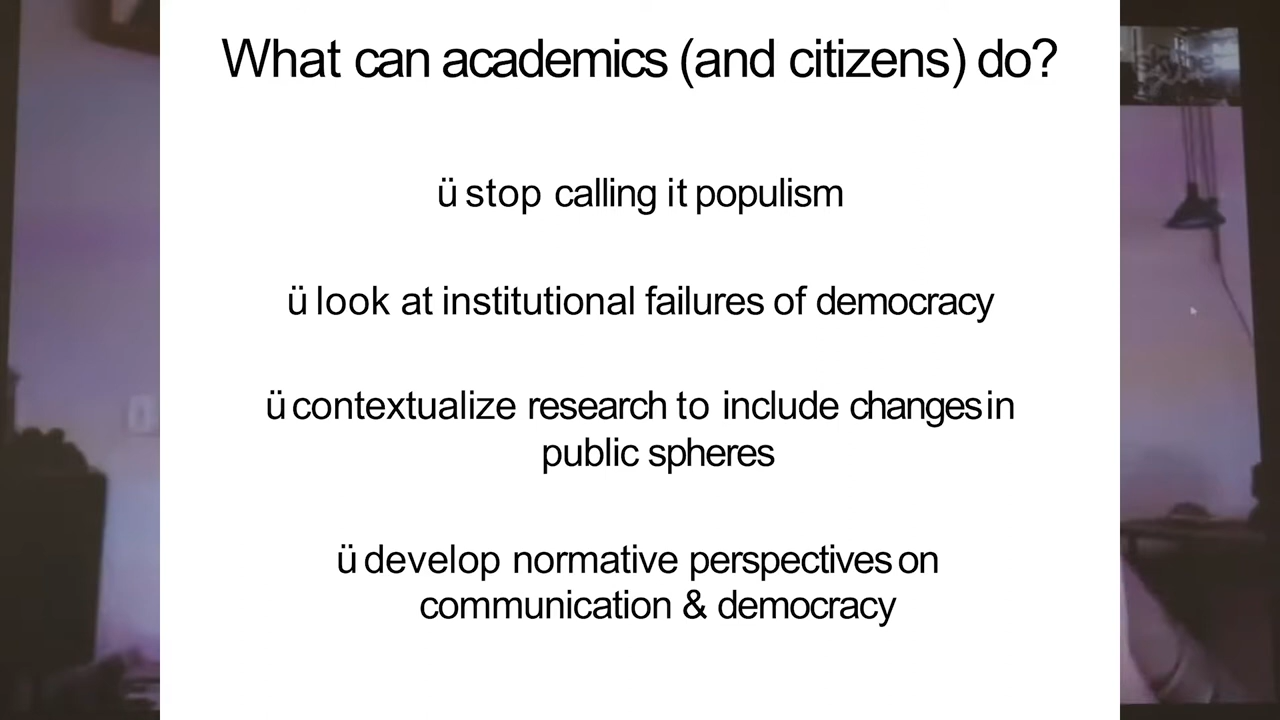 What can academics (and citizens) do?
skype
ü stop calling it populism
ü look at institutional failures of democracy
ü contextualize research to include changes in
public spheres
ü develop normative perspectives on
communication & democracy